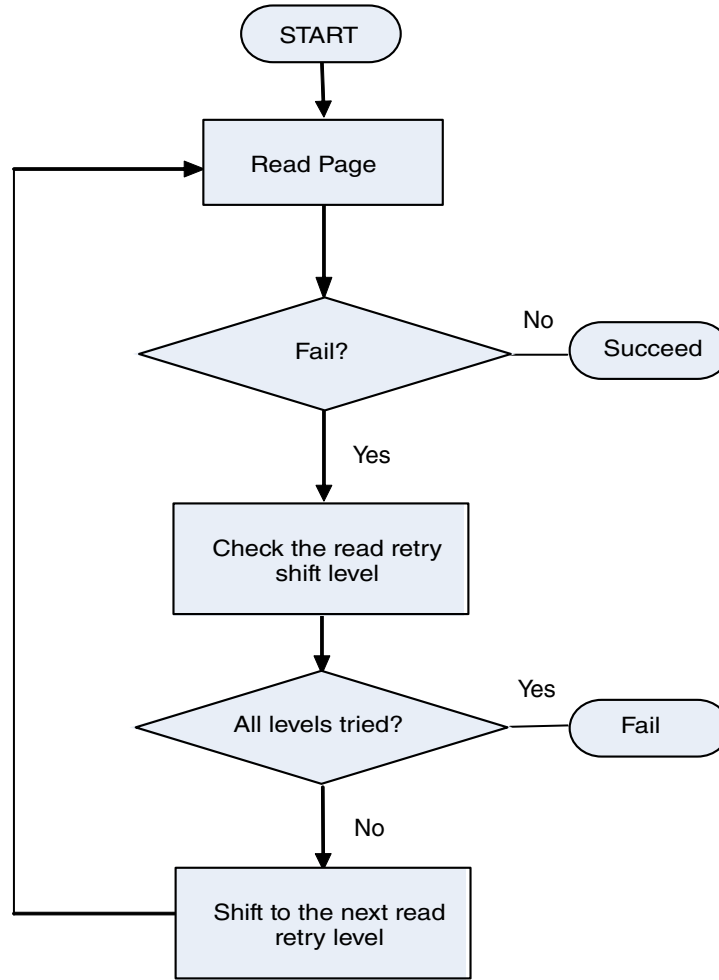 START
Read Page
Fail?
No
Succeed
Yes
Check the read retry
shift level
All levels tried?
Yes
Fail
No
Shift to the next read
retry level